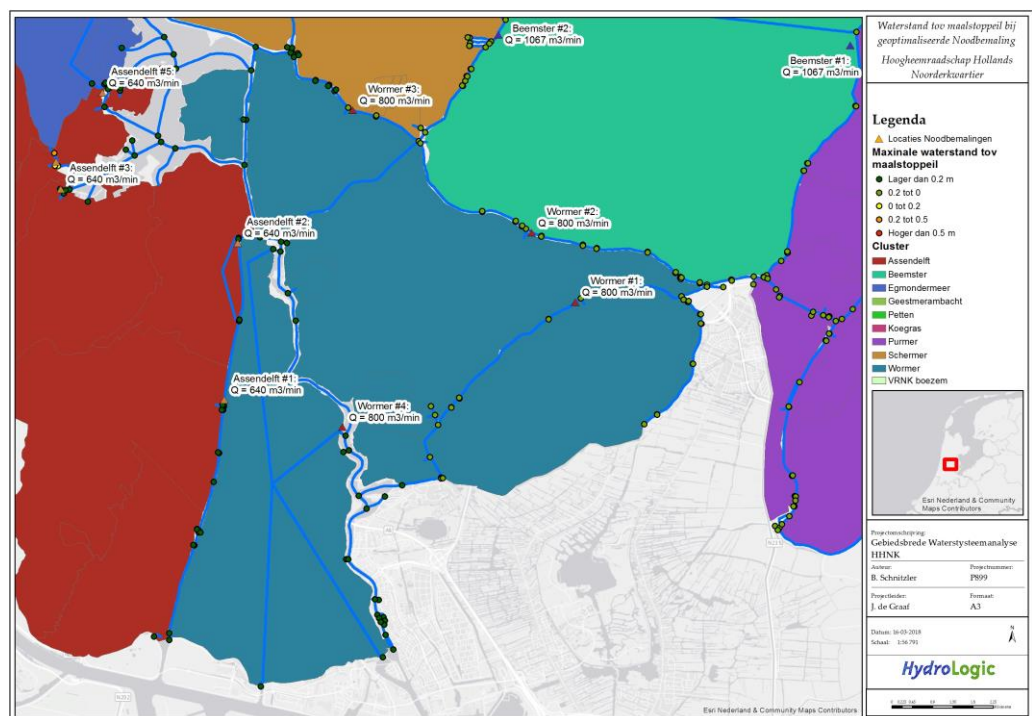 Beemster #2:
Q = 1067 m3/min
Beemster #1:
Q = 1067 m3/min
Assendelft #5:
Q = 640 m3/min
Wormer #3:
Q = 800 m3/min
Assendelft #3:
Q = 640 m3/min
Assendelft #2:
Q = 640 m3/min
Wormer #2:
Q = 800 m3/min
Wormer #1:
Q = 800 m3/min
Assendelft #1:
Q = 640 m3/min
Wormer #4:
Q = 800 m3/min
Esri Nederland & Community Maps Contributors
Waterstand tov maalstoppeil bij
geoptimaliseerde Noodbemaling
Hoogheemraadschap Hollands
Noorderkwartier
Legenda
Locaties Noodbemalingen
Maximale waterstand tov
maalstoppeil
Lager dan 0.2 m
0.2 tot 0
0 tot 0.2
0.2 tot 0.5
Hoger dan 0.5 m
Cluster
Assendelft
Beemster
Egmondermeer
Geestmerambacht
Petten
Koegras
Purmer
Schermer
Wormer
VRNK boezem
Esri Nederland & Community
Maps Contributors
Projectomschrijving:
Gebiedsbrede Watersysteemanalyse
HHNK
Auteur: Projectnummer:
B. Schnitzler P899
Projectleider: Formaat:
J. de Graaf A3
Datum: 16-03-2018
Schaal: 1:56 791
N
HydroLogic